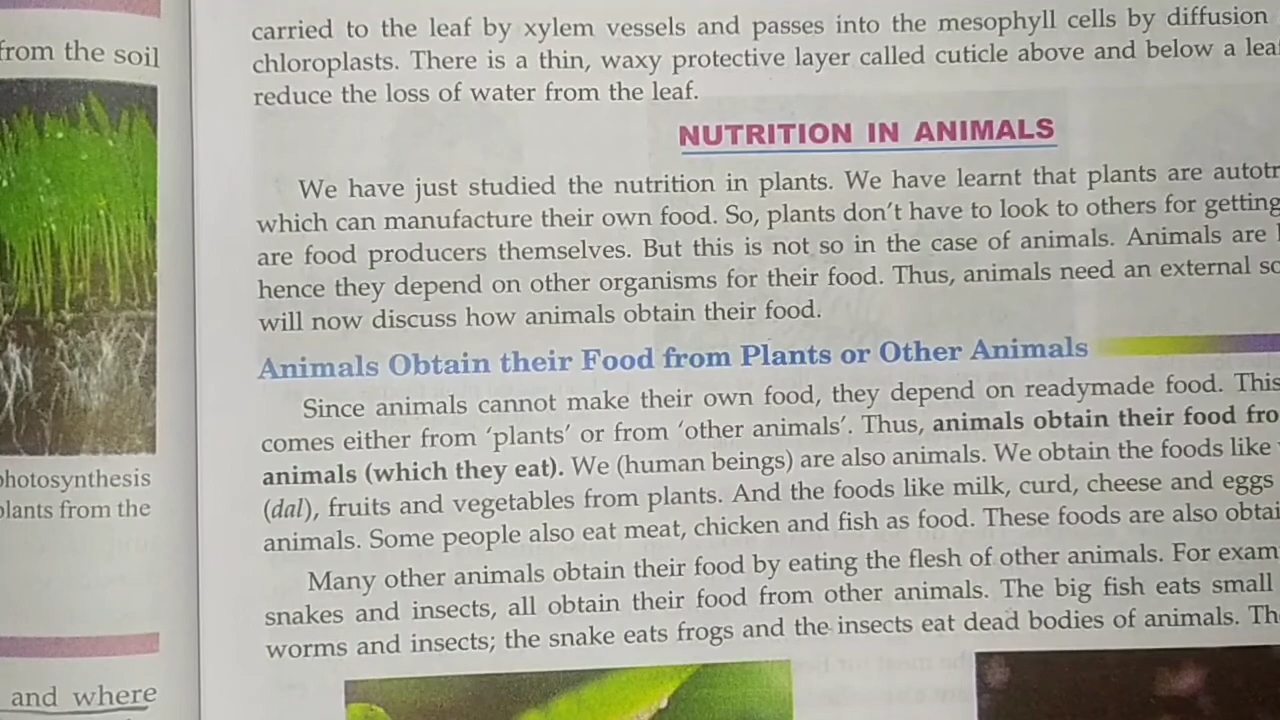 from the soil
photosynthesis
plants from the
and where
carried to the leaf by xylem vessels and passes into the mesophyll cells by diffusion
chloroplasts. There is a thin, waxy protective layer called cuticle above and below a leaf
reduce the loss of water from the leaf.
NUTRITION IN ANIMALS
We have just studied the nutrition in plants. We have learnt that plants are autotr
which can manufacture their own food. So, plants don't have to look to others for getting
are food producers themselves. But this is not so in the case of animals. Animals are
hence they depend on other organisms for their food. Thus, animals need an external so
will now discuss how animals obtain their food.
Animals Obtain their Food from Plants or Other Animals
Since animals cannot make their own food, they depend on readymade food. This
comes either from 'plants' or from 'other animals'. Thus, animals obtain their food fro
animals (which they eat). We (human beings) are also animals. We obtain the foods like
(dal), fruits and vegetables from plants. And the foods like milk, curd, cheese and eggs
animals. Some people also eat meat, chicken and fish as food. These foods are also obtai
Many other animals obtain their food by eating the flesh of other animals. For exam
snakes and insects, all obtain their food from other animals. The big fish eats small
worms and insects; the snake eats frogs and the insects eat dead bodies of animals. Th